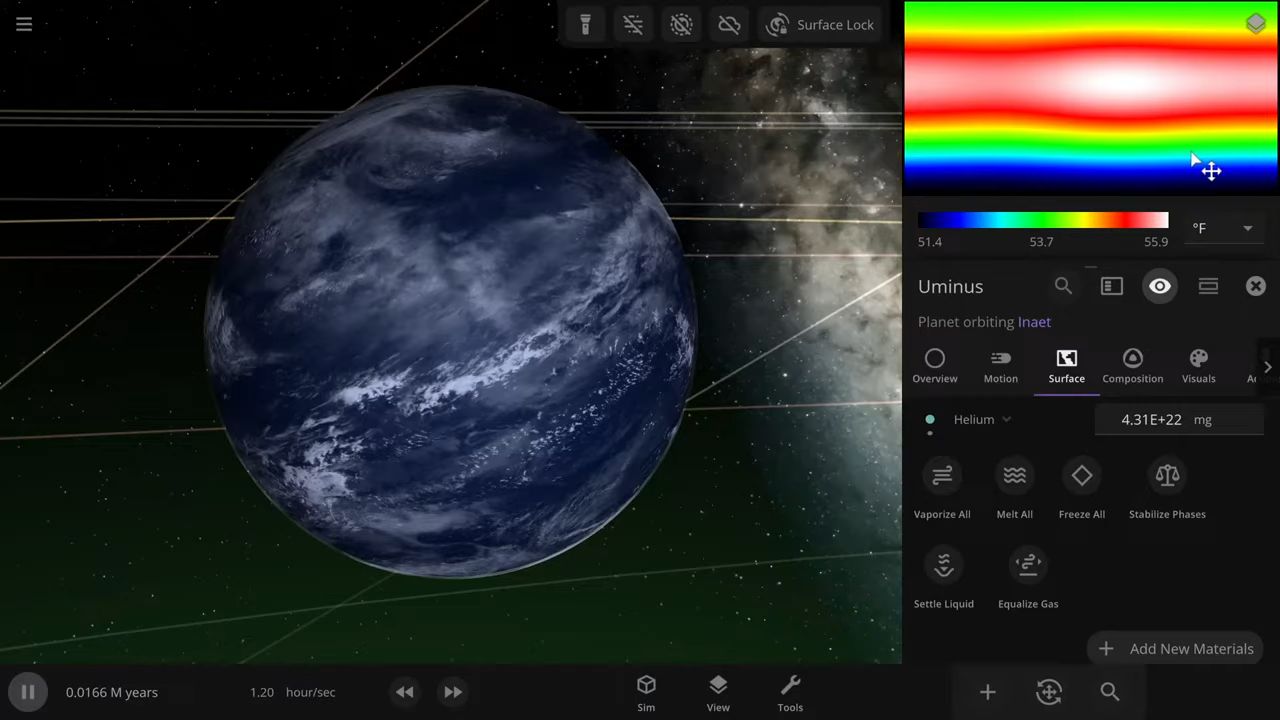 Surface Lock
51.4 53.7 55.9 °F
Uminus
Planet orbiting Inaet
Overview Motion Surface Composition Visuals
Helium 4.31E+22 mg
Vaporize All Melt All Freeze All Stabilize Phases
Settle Liquid Equalize Gas
+ Add New Materials
0.0166 M years 1.20 hour/sec
Sim View Tools